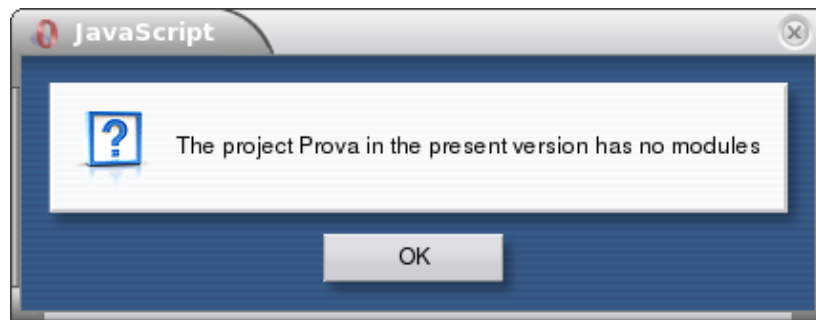 JavaScript
The project Prova in the present version has no modules
OK